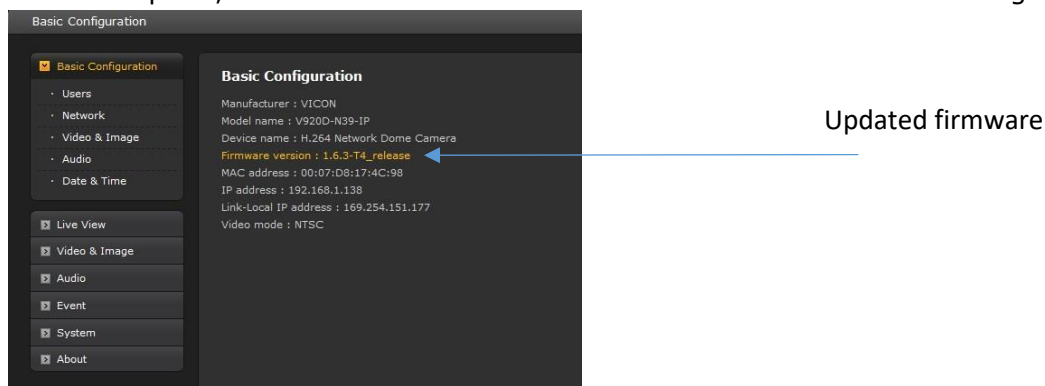 Basic Configuration
Basic Configuration
· Users
· Network
· Video & Image
· Audio
· Date & Time
Live View
Video & Image
Audio
Event
System
About
Basic Configuration
Manufacturer : VICON
Model name : V920D-N39-IP
Device name : H.264 Network Dome Camera
Firmware version : 1.6.3-T4_release
MAC address : 00:07:D8:17:4C:98
IP address : 192.168.1.138
Link-Local IP address : 169.254.151.177
Video mode : NTSC
Updated firmware